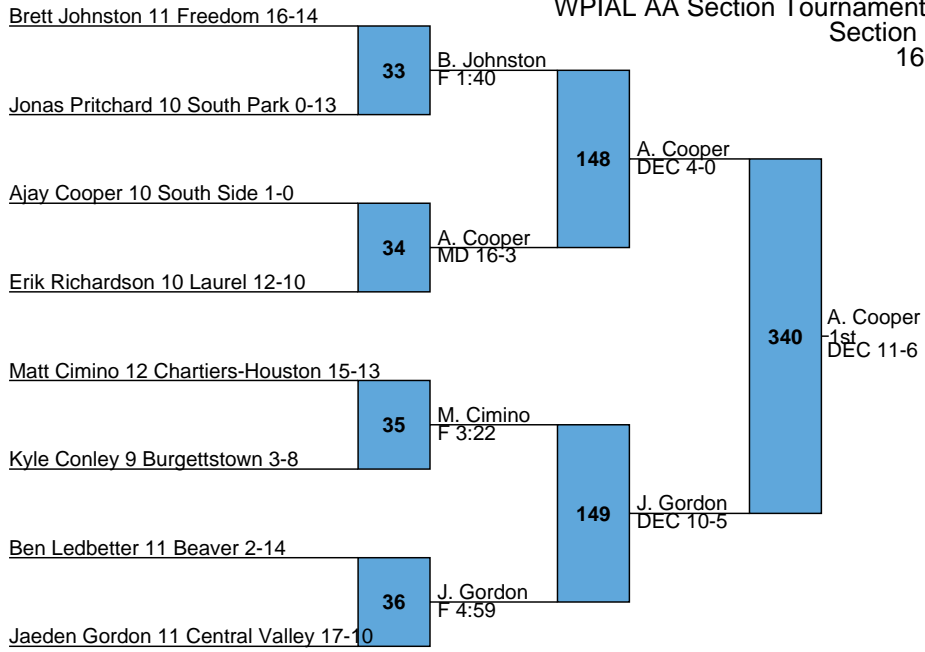 WPIAL AA Section Tournament
Section
16
Brett Johnston 11 Freedom 16-14
33
B. Johnston
F 1:40
Jonas Pritchard 10 South Park 0-13
148
A. Cooper
DEC 4-0
Ajay Cooper 10 South Side 1-0
34
A. Cooper
MD 16-3
Erik Richardson 10 Laurel 12-10
340
A. Cooper
1st
DEC 11-6
Matt Cimino 12 Chartiers-Houston 15-13
35
M. Cimino
F 3:22
Kyle Conley 9 Burgettstown 3-8
149
J. Gordon
DEC 10-5
Ben Ledbetter 11 Beaver 2-14
36
J. Gordon
F 4:59
Jaeden Gordon 11 Central Valley 17-10